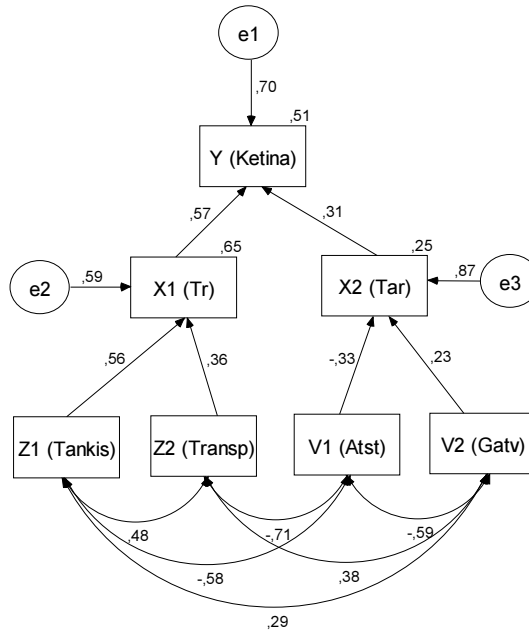 e1
,70
,51
Y (Ketina)
,57
,31
,65
,25
e2
,59
X1 (Tr)
X2 (Tar)
,87
e3
,56
,36
-,33
,23
Z1 (Tankis)
Z2 (Transp)
V1 (Atst)
V2 (Gatv)
,48
-,71
-,59
-,58
,38
,29